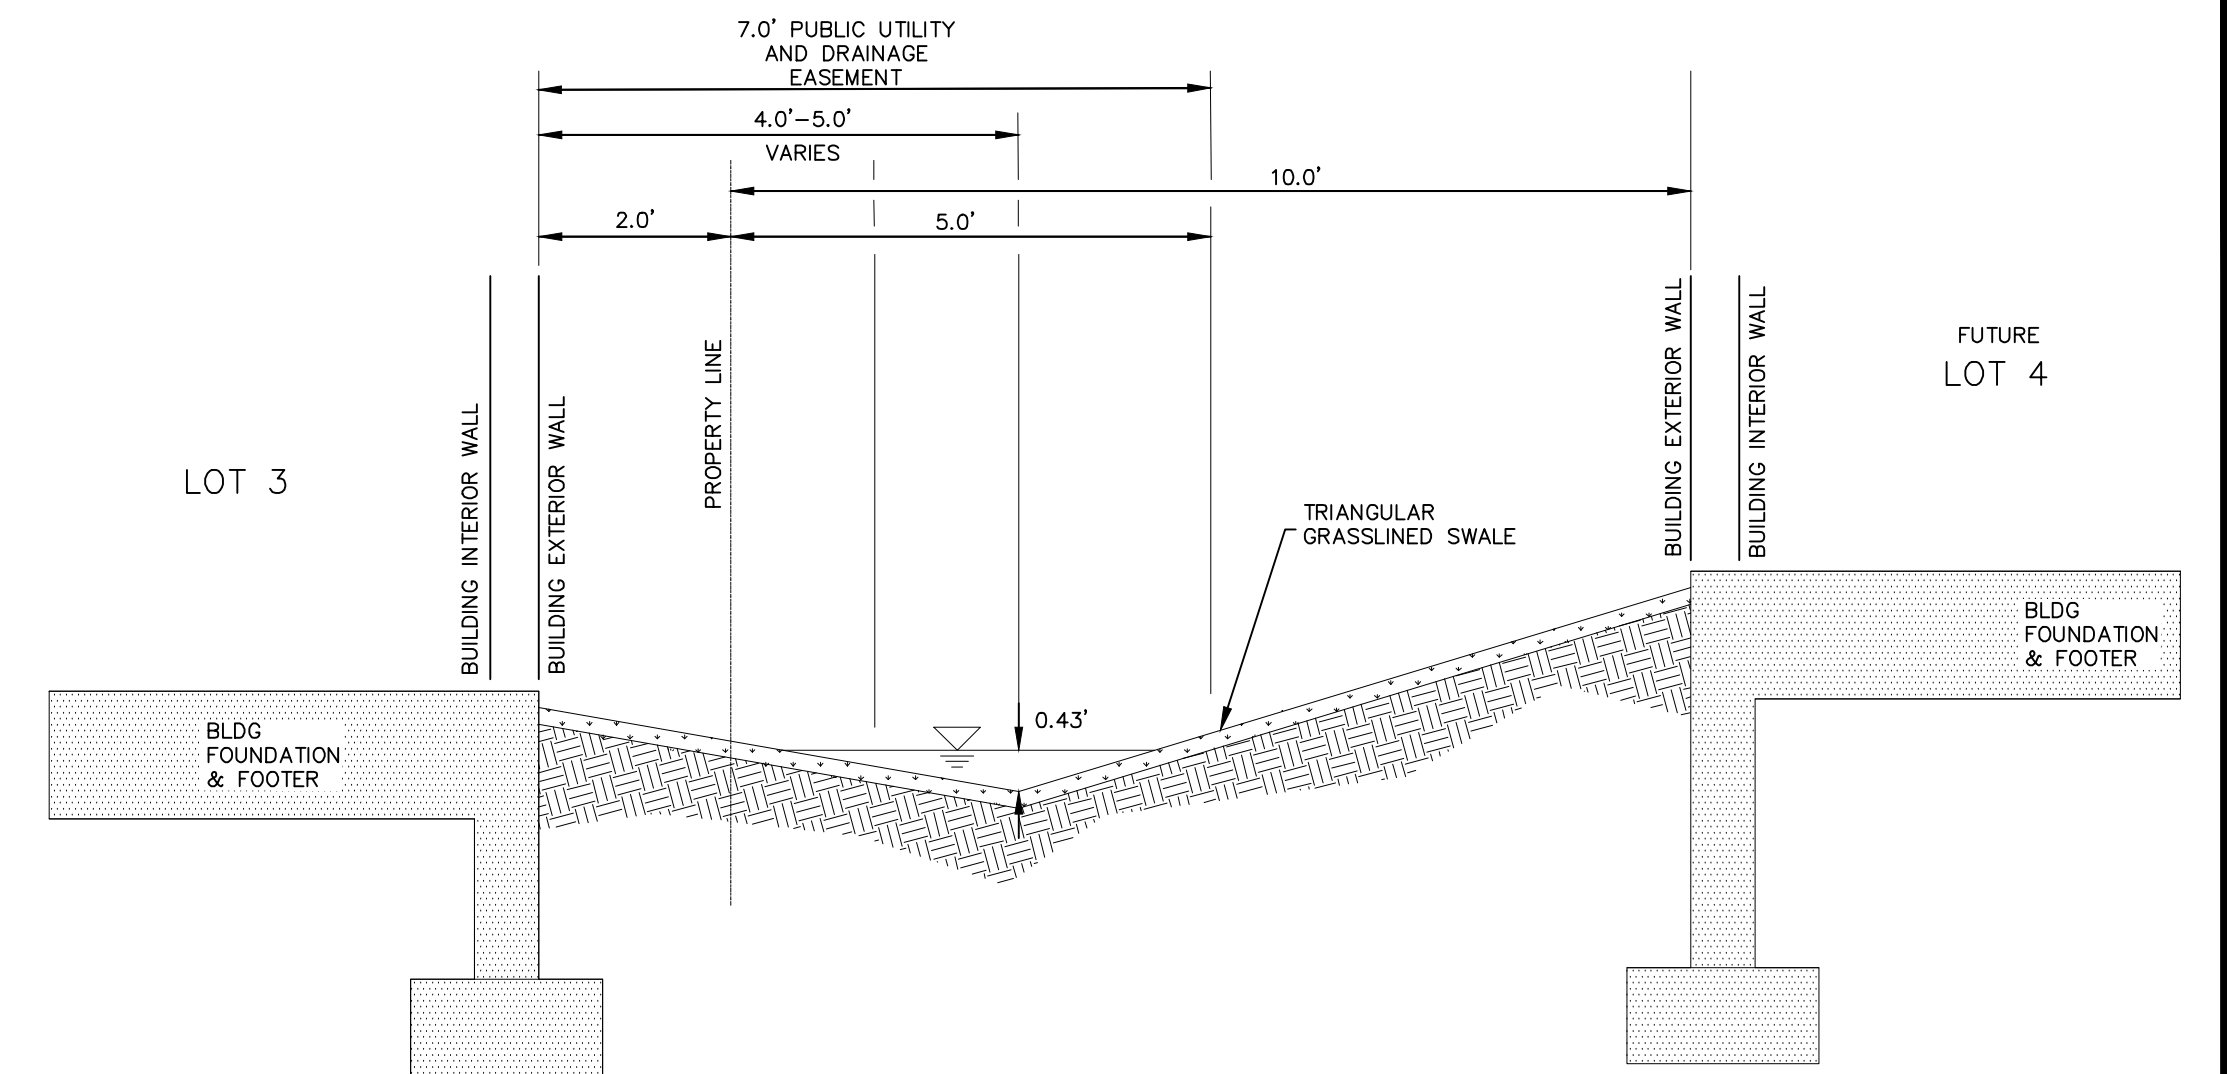 7.0' PUBLIC UTILITY
AND DRAINAGE
EASEMENT
4.0'-5.0'
VARIES
10.0'
2.0'
5.0'
BUILDING INTERIOR WALL
BUILDING EXTERIOR WALL
PROPERTY LINE
BUILDING EXTERIOR WALL
BUILDING INTERIOR WALL
FUTURE
LOT 4
LOT 3
TRIANGULAR
GRASSLINED SWALE
BLDG
FOUNDATION
& FOOTER
0.43'
BLDG
FOUNDATION
& FOOTER